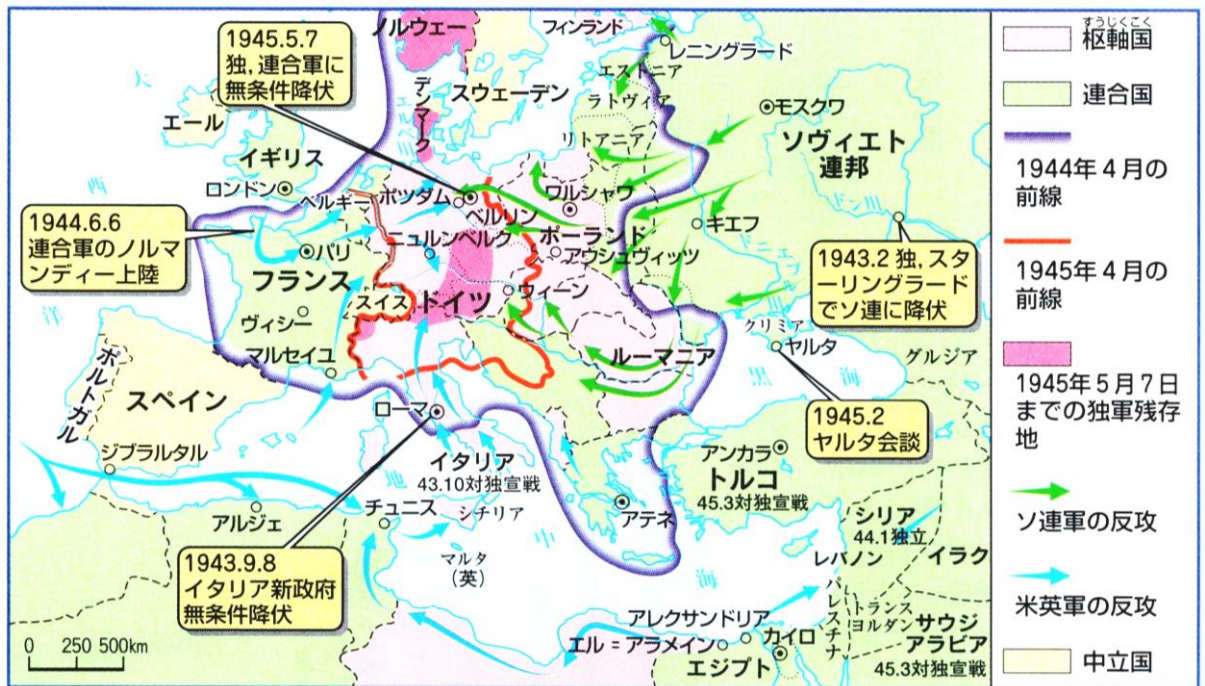 ノルウェー
フィンランド
1945.5.7
独，連合軍に
無条件降伏
レニングラード
エストニア
スウェーデン
デンマーク
ラトヴィア
モスクワ
大
エール
リトアニア
ソヴィエト
連邦
イギリス
西
ロンドン
ベルギー
ポツダム
ベルリン
ワルシャワ
ドン川
1944.6.6
連合軍のノルマ
ンディー上陸
キエフ
ポーランド
ニュルンベルク
アウシュヴィッツ
パリ
1943.2 独，スタ
ーリングラード
でソ連に降伏
フランス
スイス
ドイツ
ウィーン
洋
ヴィシー
クリミア
ヤルタ
マルセイユ
ルーマニア
グルジア
黒
海
ポルトガル
スペイン
ローマ
1945.2
ヤルタ会談
ジブラルタル
イタリア
43.10対独宣戦
アンカラ
トルコ
45.3対独宣戦
地
アルジェ
チュニス
シチリア
アテネ
シリア
44.1独立
中
レバノン
イラク
1943.9.8
イタリア新政府
無条件降伏
マルタ
（英）
海
パレスチナ
アレクサンドリア
トランス
ヨルダン
サウジ
アラビア
45.3対独宣戦
エル＝アラメイン
カイロ
エジプト
0 250 500km
すうじくこく
枢軸国
連合国
1944年4月の
前線
1945年4月の
前線
1945年5月7日
までの独軍残存
地
ソ連軍の反攻
米英軍の反攻
中立国